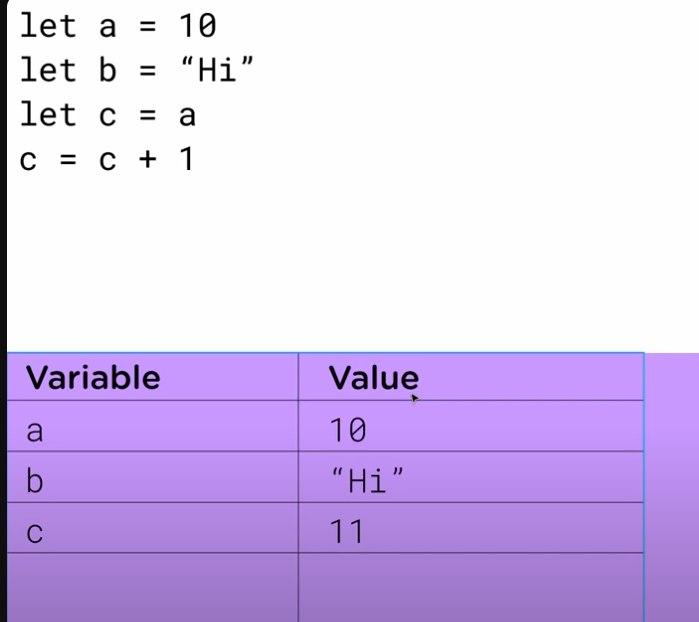 let a = 10
let b = “Hi”
let c = a
c = c + 1
Variable Value
a 10
b “Hi”
c 11